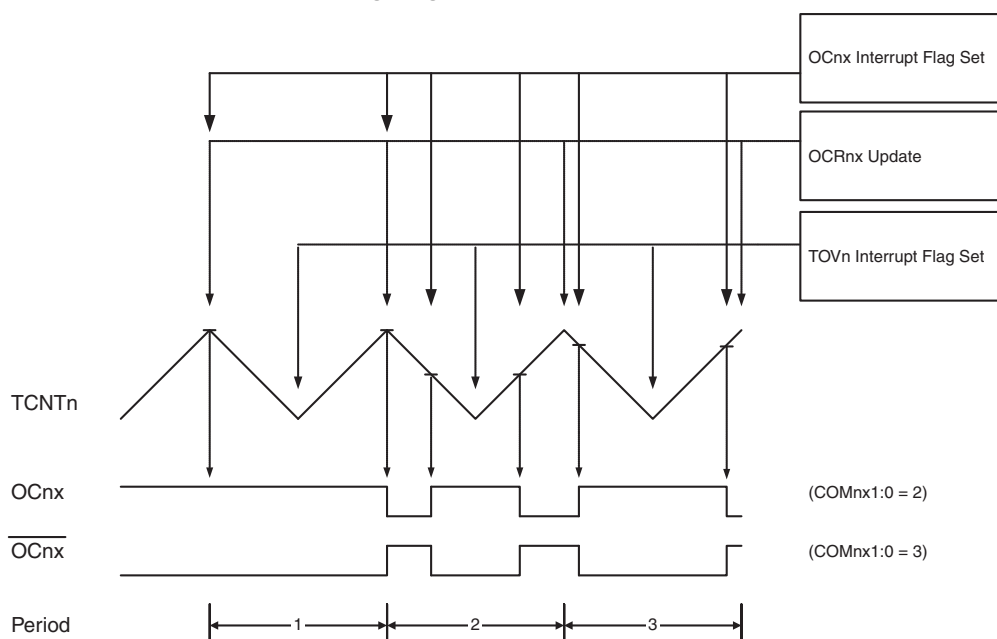 OCnx Interrupt Flag Set
OCRnx Update
TOVn Interrupt Flag Set
TCNTn
OCnx
(COMnx1:0 = 2)
OCnx
(COMnx1:0 = 3)
Period
1
2
3